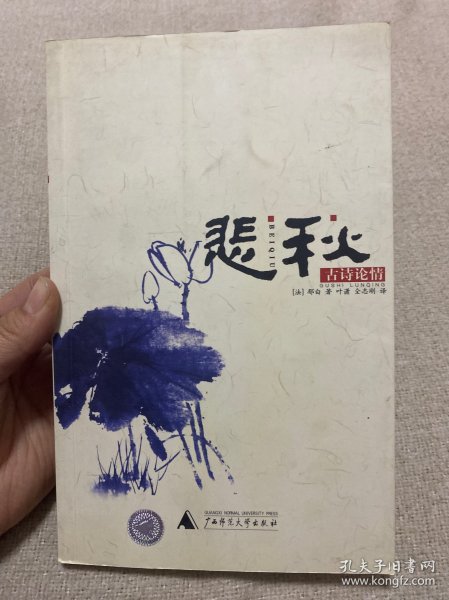 悲秋
BEIQIU
古诗论情
GUSHI LUNQING
[法] 郁白 著 叶潇 全志刚 译
GUANGXI NORMAL UNIVERSITY PRESS
广西师范大学出版社
孔夫子旧书网
www.kongfz.com